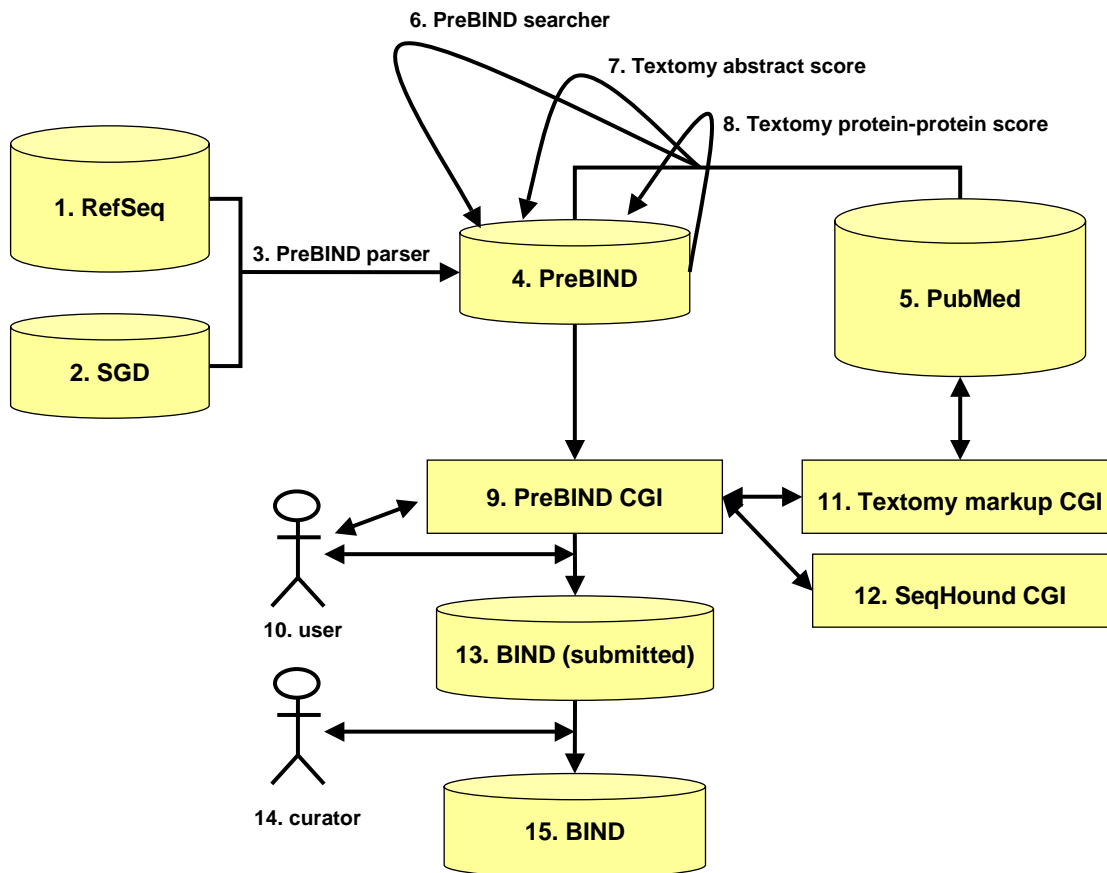 6. PreBIND searcher
7. Textomy abstract score
8. Textomy protein-protein score
1. RefSeq
3. PreBIND parser
4. PreBIND
5. PubMed
2. SGD
9. PreBIND CGI
11. Textomy markup CGI
12. SeqHound CGI
10. user
13. BIND (submitted)
14. curator
15. BIND